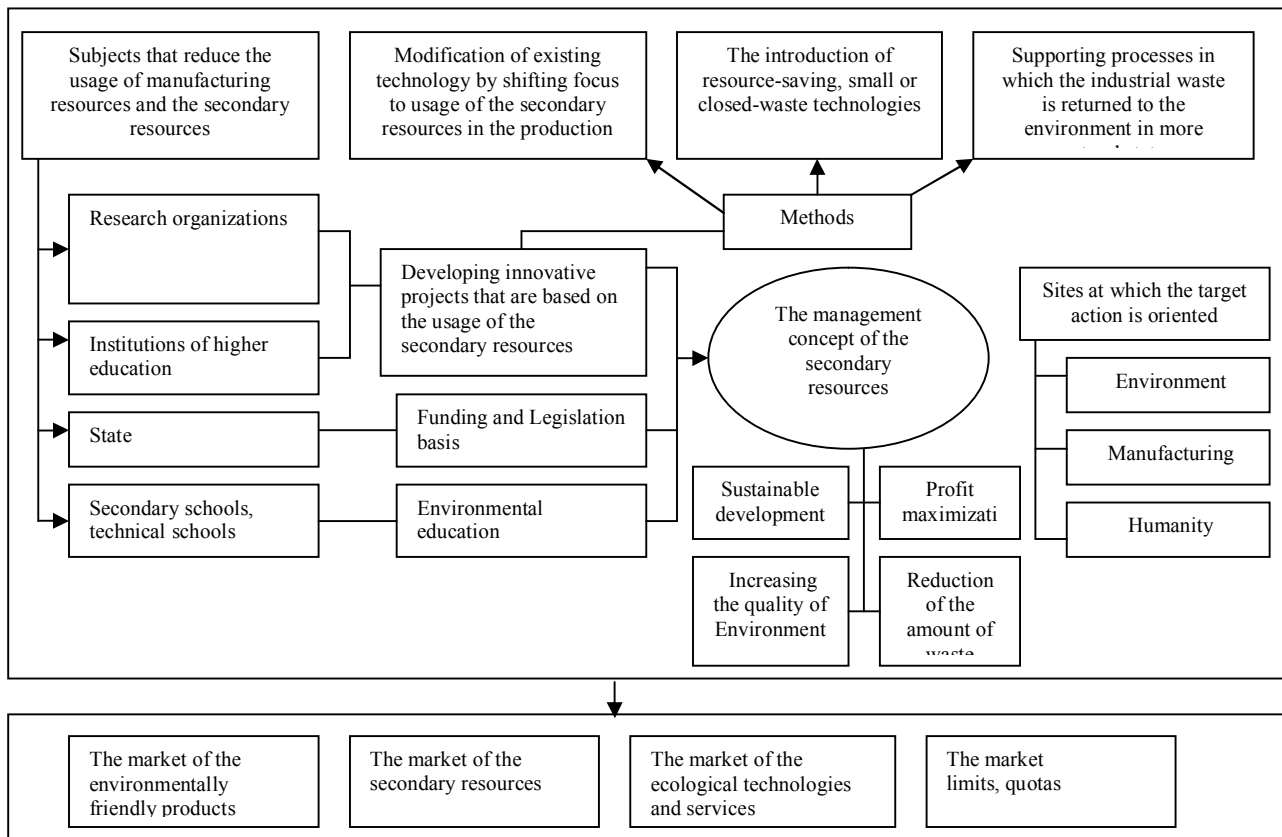 Subjects that reduce the
usage of manufacturing
resources and the secondary
resources
Modification of existing
technology by shifting focus
to usage of the secondary
resources in the production
The introduction of
resource-saving, small or
closed-waste technologies
Supporting processes in
which the industrial waste
is returned to the
environment in more
Methods
Research organizations
Developing innovative
projects that are based on
the usage of the
secondary resources
Institutions of higher
education
State
Funding and Legislation
basis
Secondary schools,
technical schools
Environmental
education
The management
concept of the
secondary
resources
Sites at which the target
action is oriented
Environment
Manufacturing
Humanity
Sustainable
development
Profit
maximizati
Increasing
the quality of
Environment
Reduction
of the
amount of
waste
The market of the
environmentally
friendly products
The market of the
secondary resources
The market of the
ecological technologies
and services
The market
limits, quotas